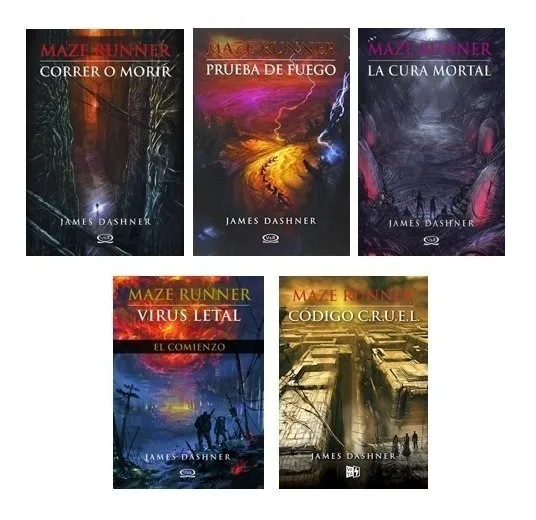 MAZE RUNNER
CORRER O MORIR
JAMES DASHNER
V&R
MAZE RUNNER
PRUEBA DE FUEGO
JAMES DASHNER
V&R
MAZE RUNNER
LA CURA MORTAL
JAMES DASHNER
V&R
MAZE RUNNER
VIRUS LETAL
EL COMIENZO
JAMES DASHNER
V&R
MAZE RUNNER
CÓDIGO C.R.U.E.L.
JAMES DASHNER